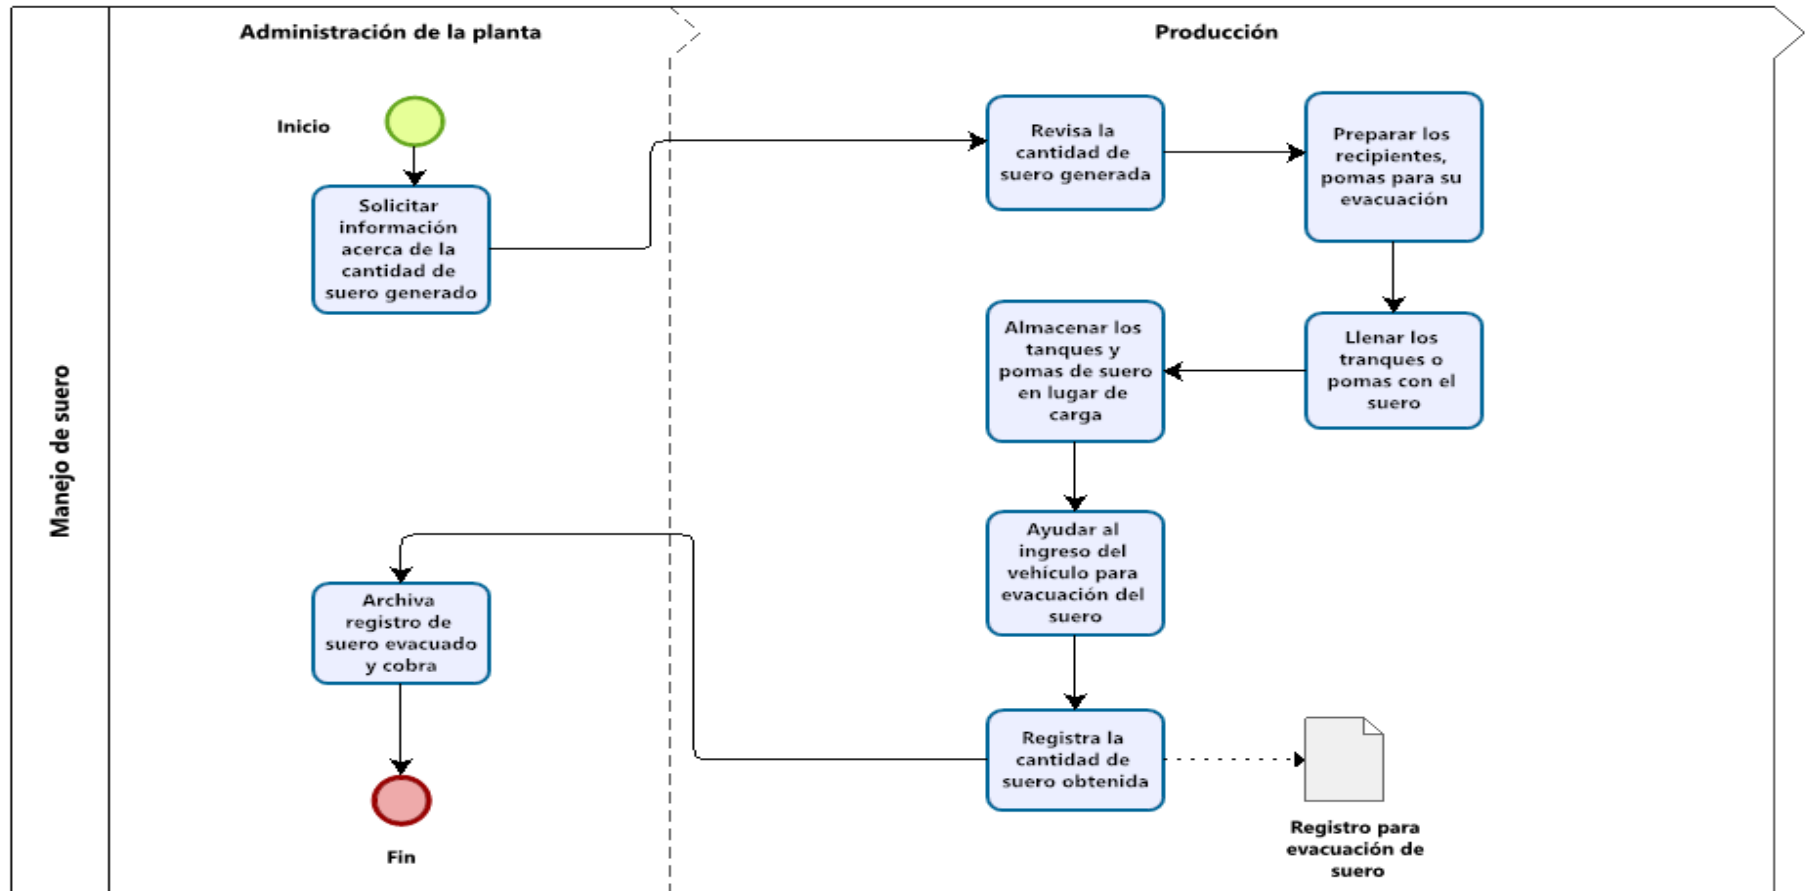 Administración de la planta
Producción
Manejo de suero
Inicio
Solicitar
información
acerca de la
cantidad de
suero generado
Revisa la
cantidad de
suero generada
Preparar los
recipientes,
pomas para su
evacuación
Llenar los
tranques o
pomas con el
suero
Almacenar los
tanques y
pomas de suero
en lugar de
carga
Ayudar al
ingreso del
vehículo para
evacuación del
suero
Registra la
cantidad de
suero obtenida
Registro para
evacuación de
suero
Archiva
registro de
suero evacuado
y cobra
Fin